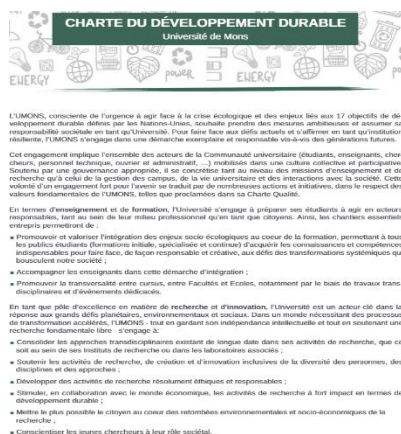 CHARTE DU DÉVELOPPEMENT DURABLE
Université de Mons
ENERGY
POWER
ENERGY
L'UMONS, consciente de l'urgence à agir face à la crise écologique et des enjeux liés aux 17 objectifs de dé-
veloppement durable définis par les Nations-Unies, souhaite prendre des mesures ambitieuses et assumer sa
responsabilité sociétale en tant qu'Université. Pour faire face aux défis actuels et s'affirmer en tant qu'institution
résiliente, l'UMONS s'engage dans une démarche exemplaire et responsable vis-à-vis des générations futures.
Cet engagement implique l'ensemble des acteurs de la Communauté universitaire (étudiants, enseignants, cher-
cheurs, personnel technique, ouvrier et administratif, …) mobilisés dans une culture collective et participative.
Soutenu par une gouvernance appropriée, il se concrétise tant au niveau des missions d'enseignement et de
recherche qu'à celui de la gestion des campus, de la vie universitaire et des interactions avec la société. Cette
volonté d'un engagement fort pour l'avenir se traduit par de nombreuses actions et initiatives, dans le respect des
valeurs fondamentales de l'UMONS, telles que proclamées dans sa Charte Qualité.
En termes d'enseignement et de formation, l'Université s'engage à préparer ses étudiants à agir en acteurs
responsables, tant au sein de leur milieu professionnel qu'en tant que citoyens. Ainsi, les chantiers essentiels
entrepris permettront de :
Promouvoir et valoriser l'intégration des enjeux socio-écologiques au coeur de la formation, permettant à tous
les publics étudiants (formations initiale, spécialisée et continue) d'acquérir les connaissances et compétences
indispensables pour faire face, de façon responsable et créative, aux défis des transformations systémiques qui
bousculent notre société ;
Accompagner les enseignants dans cette démarche d'intégration ;
Promouvoir la transversalité entre cursus, entre Facultés et Ecoles, notamment par le biais de travaux trans-
disciplinaires et d'événements dédicacés.
En tant que pôle d'excellence en matière de recherche et d'innovation, l'Université est un acteur-clé dans la
réponse aux grands défis planétaires, environnementaux et sociaux. Dans un monde nécessitant des processus
de transformation accélérés, l'UMONS - tout en gardant son indépendance intellectuelle et tout en soutenant une
recherche fondamentale libre - s'engage à:
Consolider les approches transdisciplinaires existant de longue date dans ses activités de recherche, que ce
soit au sein de ses Instituts de recherche ou dans les laboratoires associés ;
Soutenir les activités de recherche, de création et d'innovation inclusives de la diversité des personnes, des
disciplines et des approches ;
Développer des activités de recherche résolument éthiques et responsables ;
Stimuler, en collaboration avec le monde économique, les activités de recherche à fort impact en termes de
développement durable ;
Mettre le plus possible le citoyen au coeur des retombées environnementales et socio-économiques de la
recherche ;
Conscientiser les jeunes chercheurs à leur rôle sociétal.